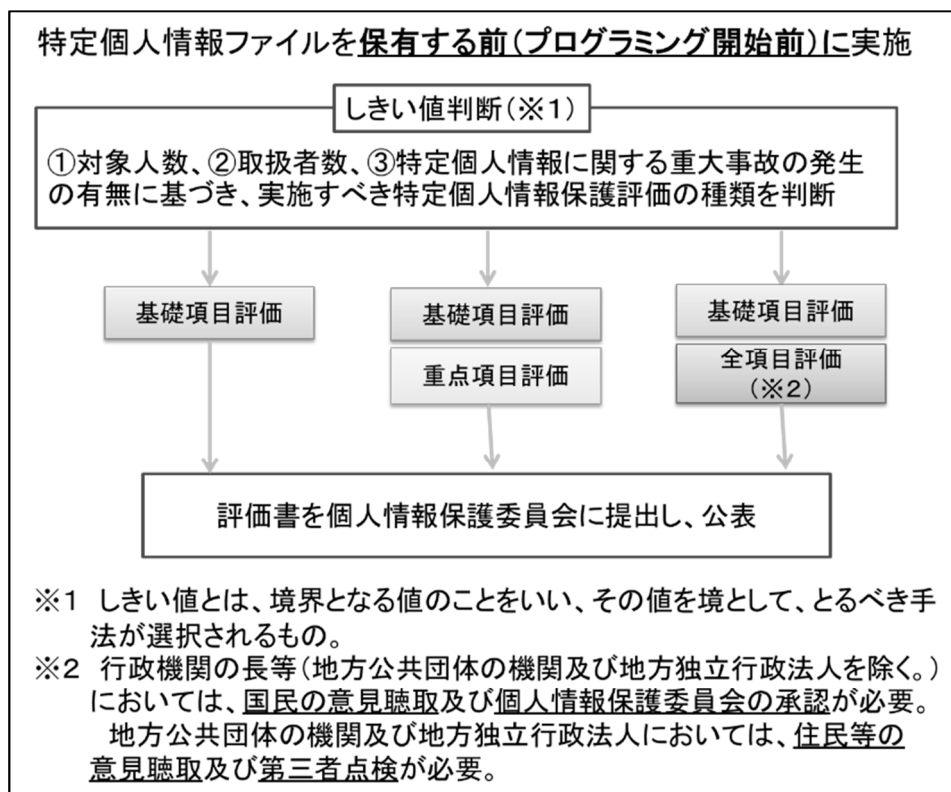 特定個人情報ファイルを保有する前(プログラミング開始前)に実施
しきい値判断(※1)
①対象人数、②取扱者数、③特定個人情報に関する重大事故の発生
の有無に基づき、実施すべき特定個人情報保護評価の種類を判断
基礎項目評価
基礎項目評価
重点項目評価
基礎項目評価
全項目評価
(※2)
評価書を個人情報保護委員会に提出し、公表
※1 しきい値とは、境界となる値のことをいい、その値を境として、とるべき手
法が選択されるもの。
※2 行政機関の長等(地方公共団体の機関及び地方独立行政法人を除く。)
においては、国民の意見聴取及び個人情報保護委員会の承認が必要。
地方公共団体の機関及び地方独立行政法人においては、住民等の
意見聴取及び第三者点検が必要。